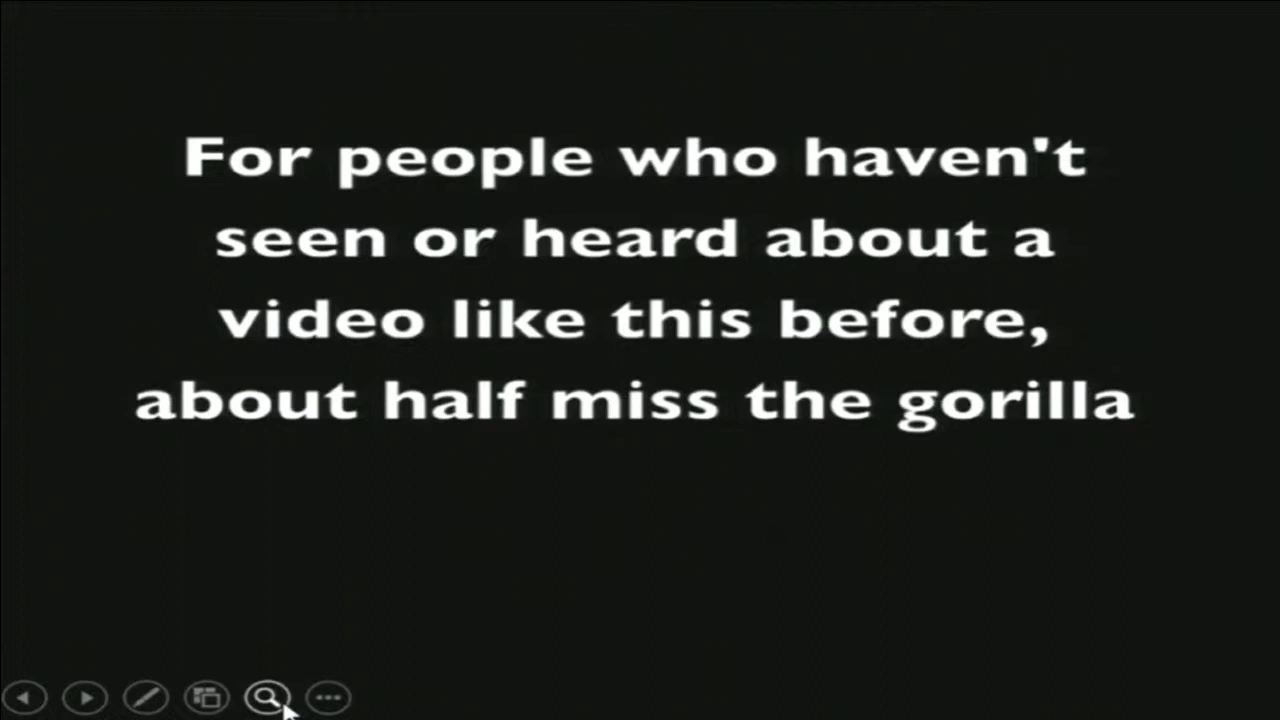 For people who haven't
seen or heard about a
video like this before,
about half miss the gorilla